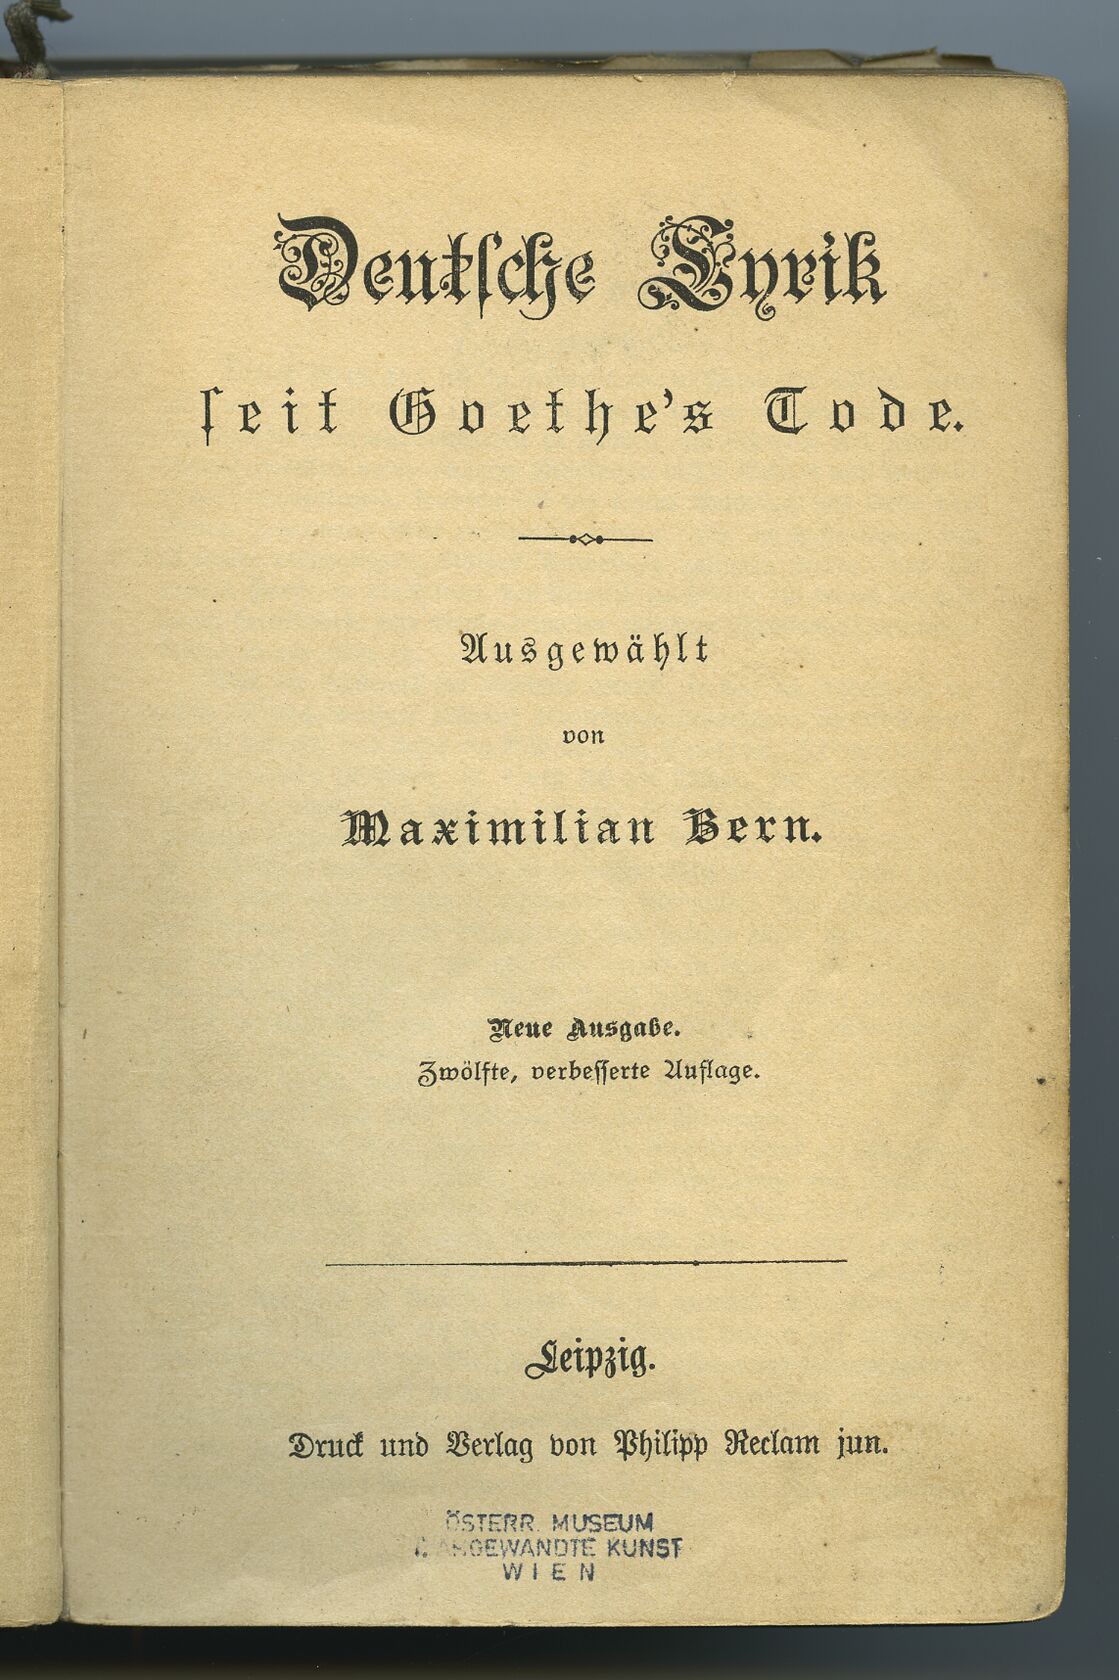 Deutſche Lyrik
ſeit Goethe's Tode.
Ausgewählt
von
Maximilian Bern.
Neue Ausgabe.
Zwölfte, verbeſſerte Auflage.
Leipzig.
Druck und Verlag von Philipp Reclam jun.
ÖSTERR. MUSEUM
F. ANGEWANDTE KUNST
WIEN